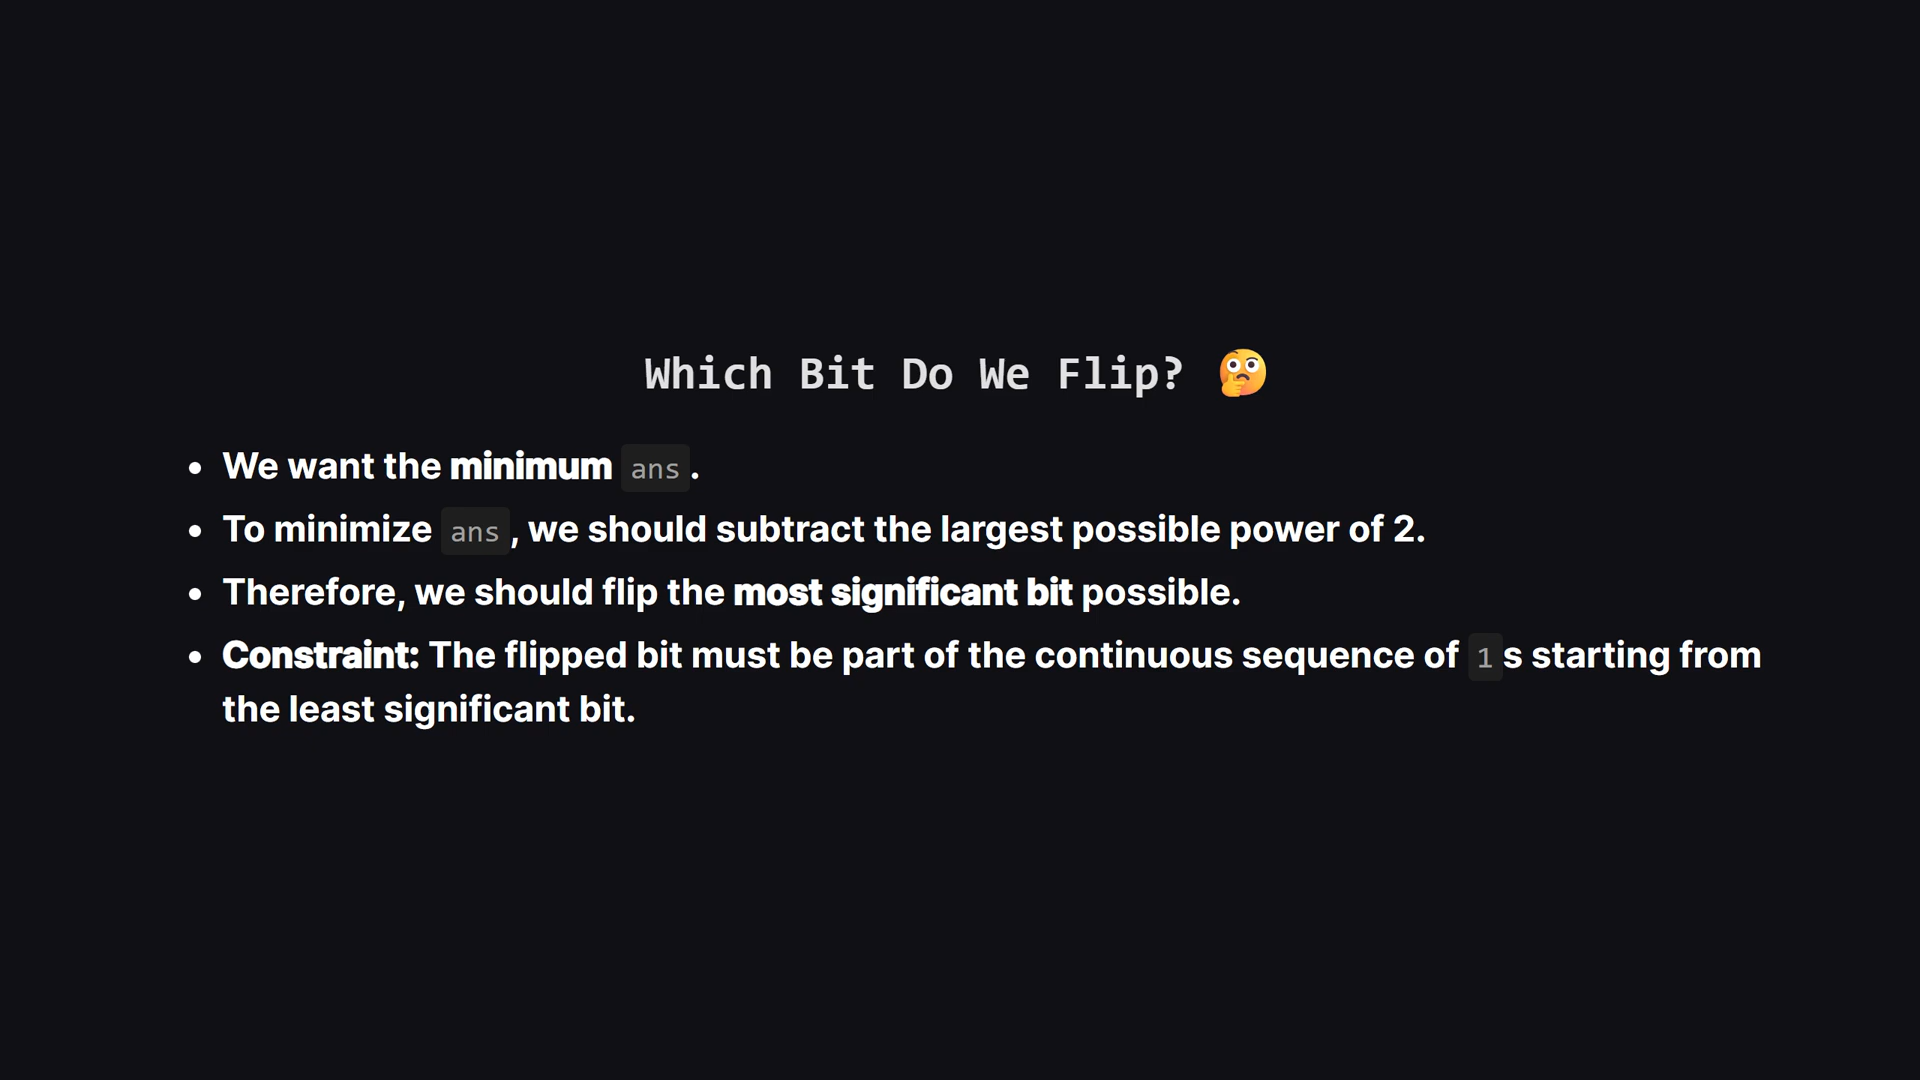 Which Bit Do We Flip? 🤔
• We want the minimum ans.
• To minimize ans, we should subtract the largest possible power of 2.
• Therefore, we should flip the most significant bit possible.
• Constraint: The flipped bit must be part of the continuous sequence of 1s starting from
the least significant bit.